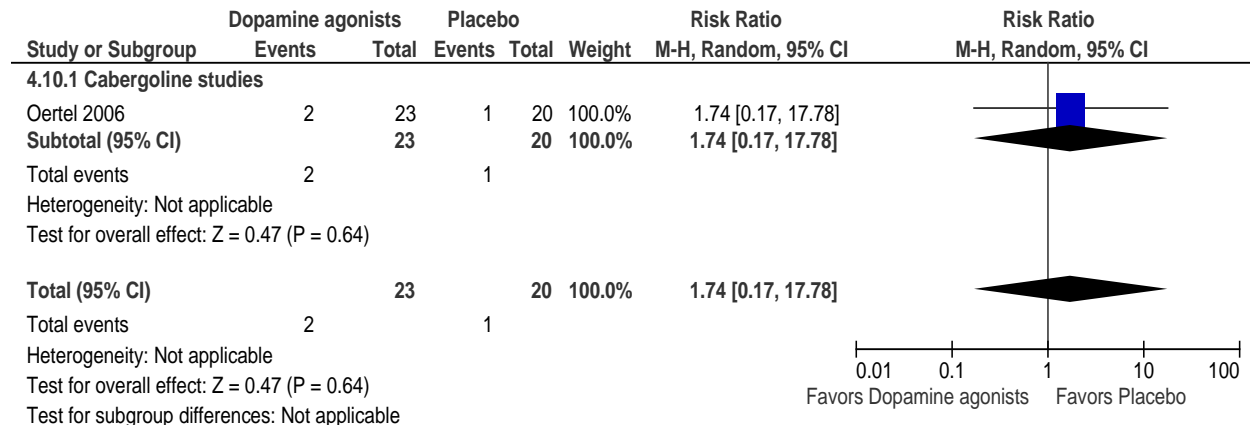 Dopamine agonists Placebo Risk Ratio Risk Ratio
Study or Subgroup Events Total Events Total Weight M-H, Random, 95% CI M-H, Random, 95% CI
4.10.1 Cabergoline studies
Oertel 2006 2 23 1 20 100.0% 1.74 [0.17, 17.78]
Subtotal (95% CI) 23 20 100.0% 1.74 [0.17, 17.78]
Total events 2 1
Heterogeneity: Not applicable
Test for overall effect: Z = 0.47 (P = 0.64)
Total (95% CI) 23 20 100.0% 1.74 [0.17, 17.78]
Total events 2 1
Heterogeneity: Not applicable
Test for overall effect: Z = 0.47 (P = 0.64)
Test for subgroup differences: Not applicable
0.01 0.1 1 10 100
Favors Dopamine agonists Favors Placebo